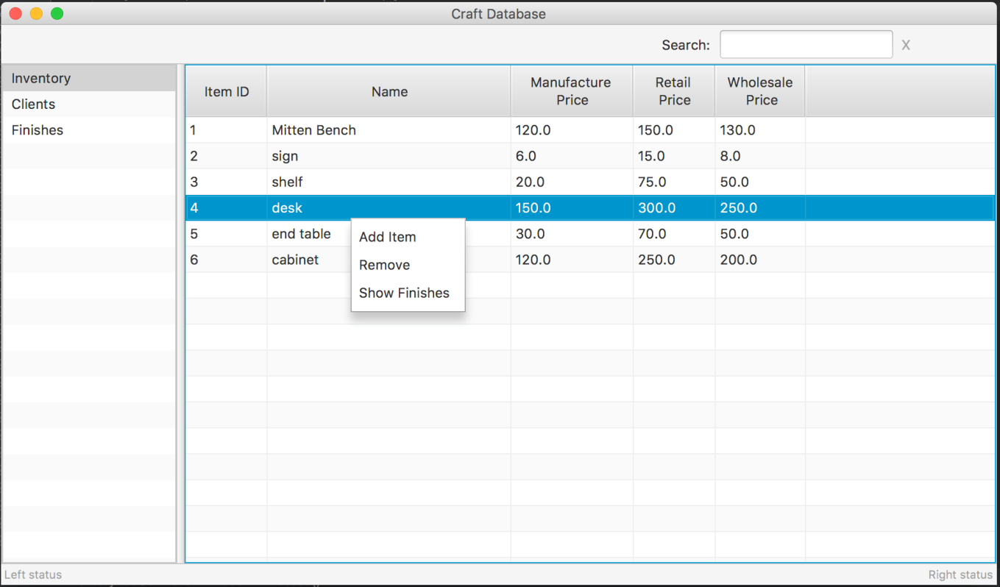 Craft Database
Search: X
Inventory
Clients
Finishes
Item ID Name Manufacture Price Retail Price Wholesale Price
1 Mitten Bench 120.0 150.0 130.0
2 sign 6.0 15.0 8.0
3 shelf 20.0 75.0 50.0
4 desk 150.0 300.0 250.0
5 end table 30.0 70.0 50.0
6 cabinet 120.0 250.0 200.0
Add Item
Remove
Show Finishes
Left status Right status